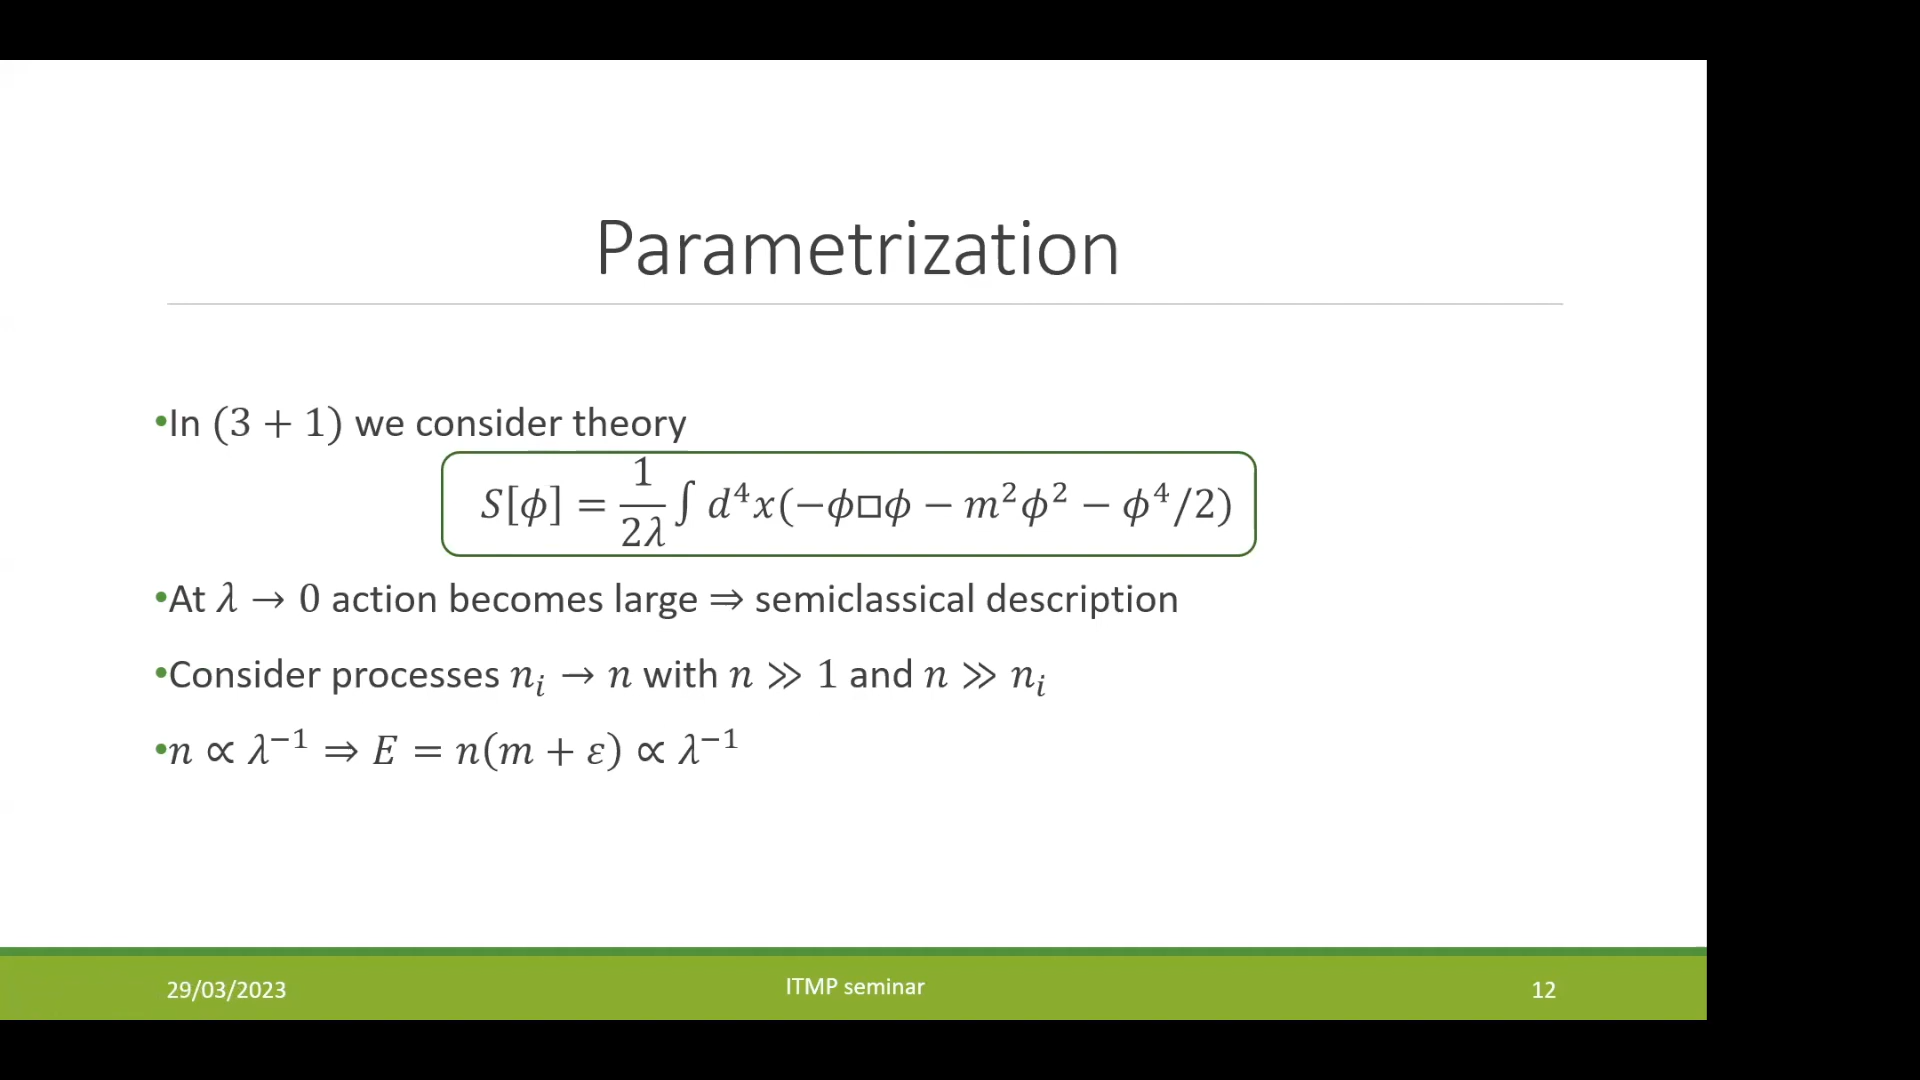 Parametrization
•In (3 + 1) we consider theory
S[ϕ] = 1/2λ ∫ d⁴x(−ϕ□ϕ − m²ϕ² − ϕ⁴/2)
•At λ → 0 action becomes large ⇒ semiclassical description
•Consider processes nᵢ → n with n ≫ 1 and n ≫ nᵢ
•n ∝ λ⁻¹ ⇒ E = n(m + ε) ∝ λ⁻¹
29/03/2023
ITMP seminar
12